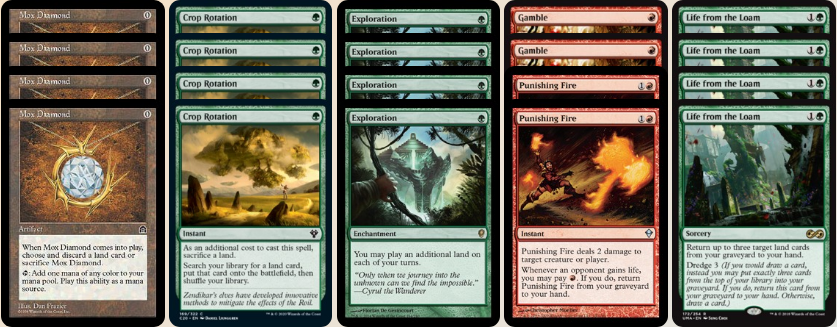 Mox Diamond
Mox Diamond
Mox Diamond
Mox Diamond
Artifact
When Mox Diamond comes into play,
choose and discard a land card or
sacrifice Mox Diamond.
: Add one mana of any color to your
mana pool. Play this ability as a mana
source.
Illus. Dan Frazier
Crop Rotation
Crop Rotation
Crop Rotation
Crop Rotation
Instant
As an additional cost to cast this spell,
sacrifice a land.
Search your library for a land card,
put that card onto the battlefield, then
shuffle your library.
Zendikar's elves have developed innovative
methods to mitigate the effects of the Roil.
Exploration
Exploration
Exploration
Exploration
Enchantment
You may play an additional land on
each of your turns.
"Only when we journey into the
unknown can we find the impossible."
—Cyrul the Wanderer
Gamble
Gamble
Punishing Fire 1
Punishing Fire 1
Instant
Punishing Fire deals 2 damage to
target creature or player.
Whenever an opponent gains life,
you may pay . If you do, return
Punishing Fire from your graveyard
to your hand.
Life from the Loam 1
Life from the Loam 1
Life from the Loam 1
Life from the Loam 1
Sorcery
Return up to three target land cards
from your graveyard to your hand.
Dredge 3 (If you would draw a card,
instead you may put exactly three cards
from the top of your library into your
graveyard. If you do, return this card
from your graveyard to your hand. Otherwise,
draw a card.)